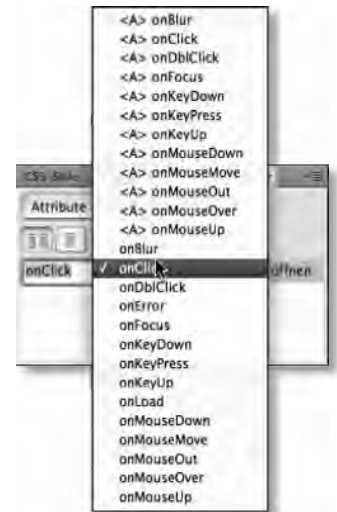 <A> onBlur
<A> onClick
<A> onDblClick
<A> onFocus
<A> onKeyDown
<A> onKeyPress
<A> onKeyUp
<A> onMouseDown
<A> onMouseMove
<A> onMouseOut
<A> onMouseOver
<A> onMouseUp
Attribute
onBlur
onClick
✓ onClick
öffnen
onDblClick
onError
onFocus
onKeyDown
onKeyPress
onKeyUp
onLoad
onMouseDown
onMouseMove
onMouseOut
onMouseOver
onMouseUp